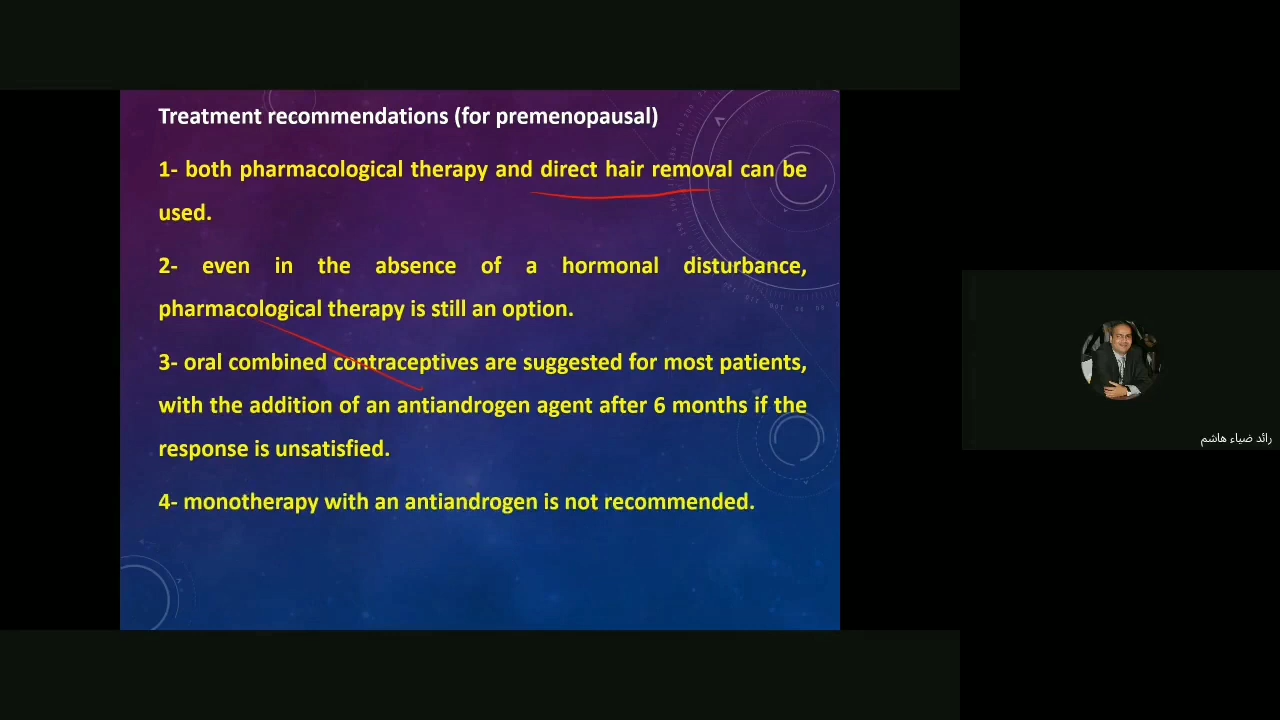 Treatment recommendations (for premenopausal)
1- both pharmacological therapy and direct hair removal can be
used.
2- even in the absence of a hormonal disturbance,
pharmacological therapy is still an option.
3- oral combined contraceptives are suggested for most patients,
with the addition of an antiandrogen agent after 6 months if the
response is unsatisfied.
4- monotherapy with an antiandrogen is not recommended.
رائد ضياء هاشم